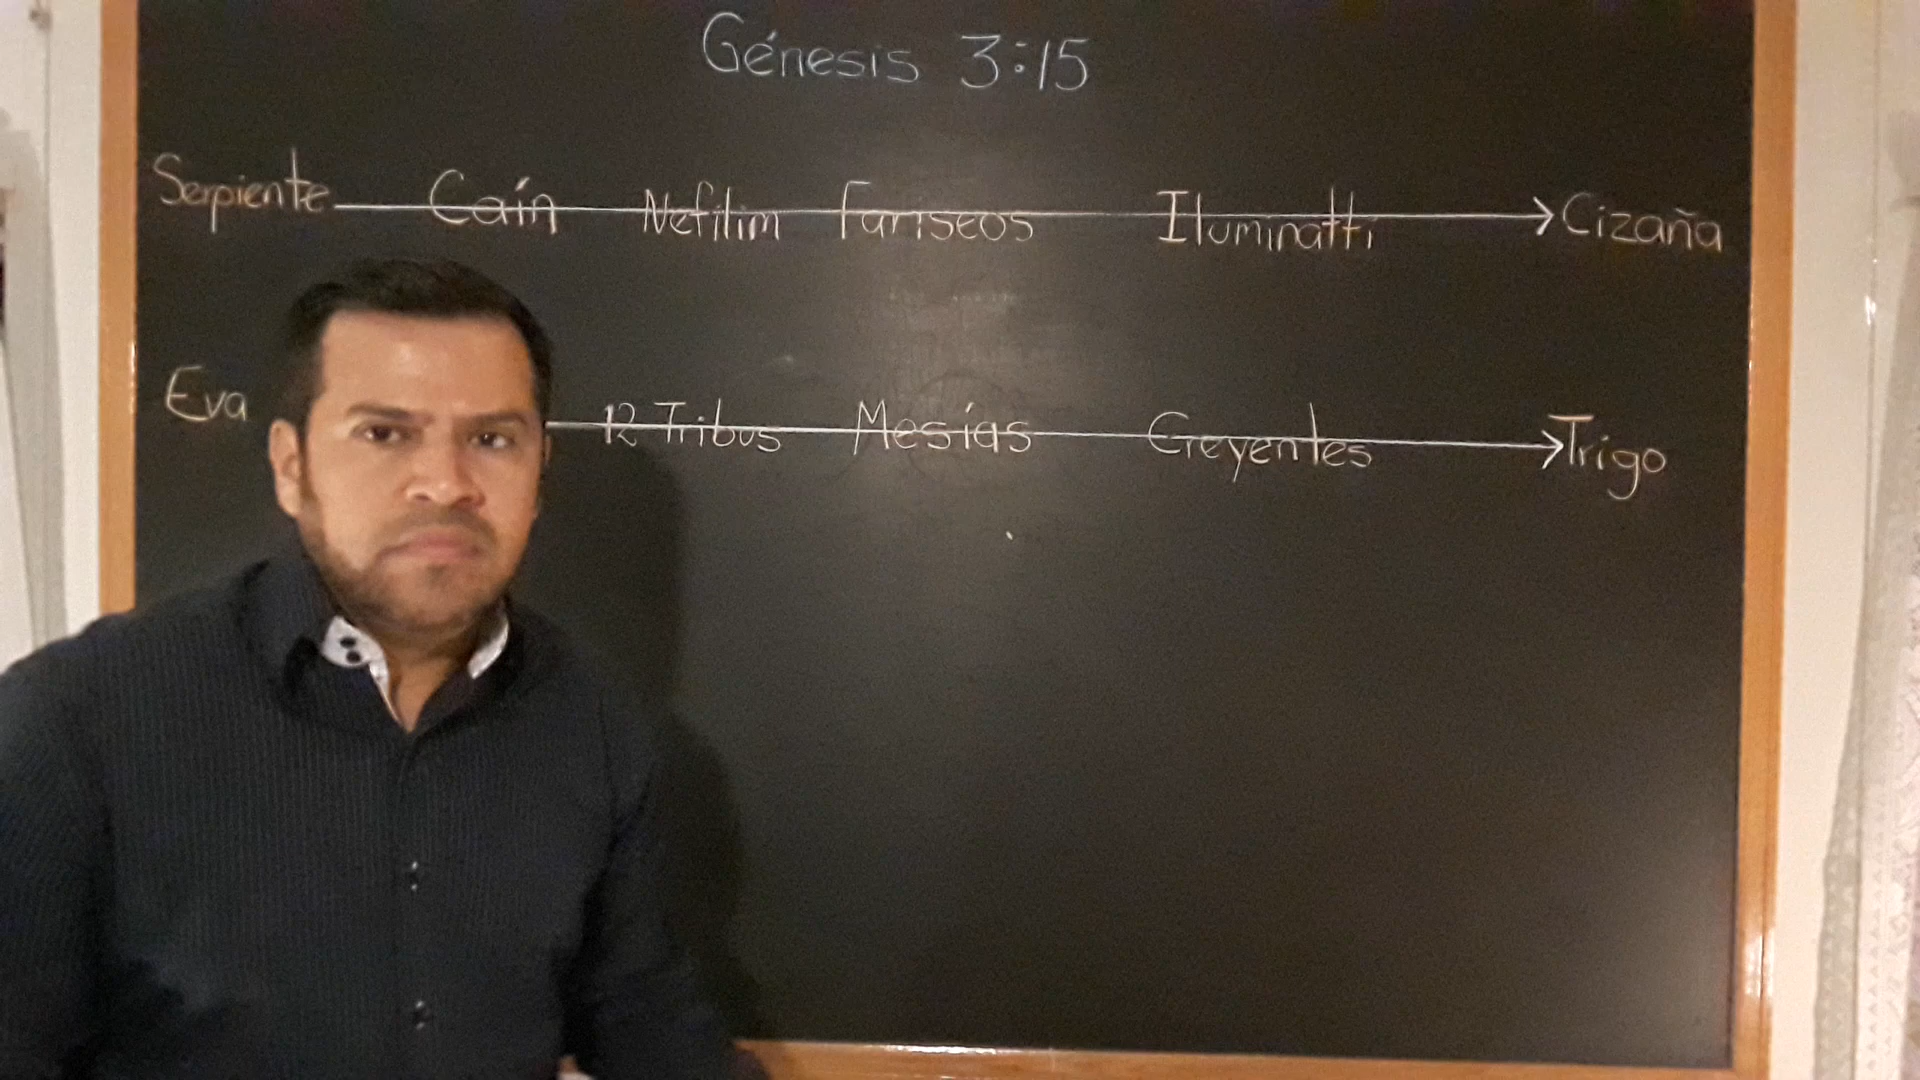 Génesis 3:15
Serpiente Caín Nefilim Fariseos Iluminatti Cizaña
Eva 12 Tribus Mesías Creyentes Trigo